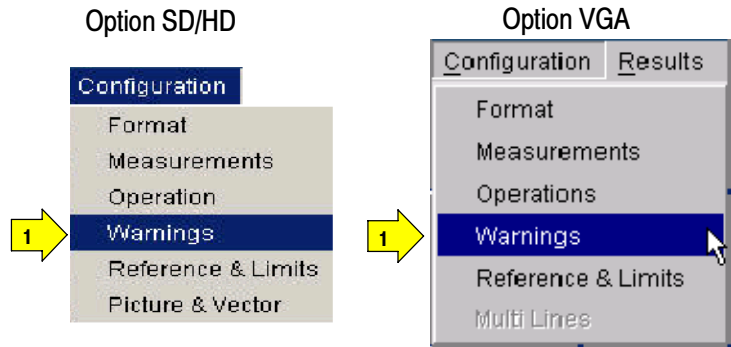 Option SD/HD
Configuration
Format
Measurements
Operation
1 Warnings
Reference & Limits
Picture & Vector
Option VGA
Configuration Results
Format
Measurements
Operations
1 Warnings
Reference & Limits
Multi Lines